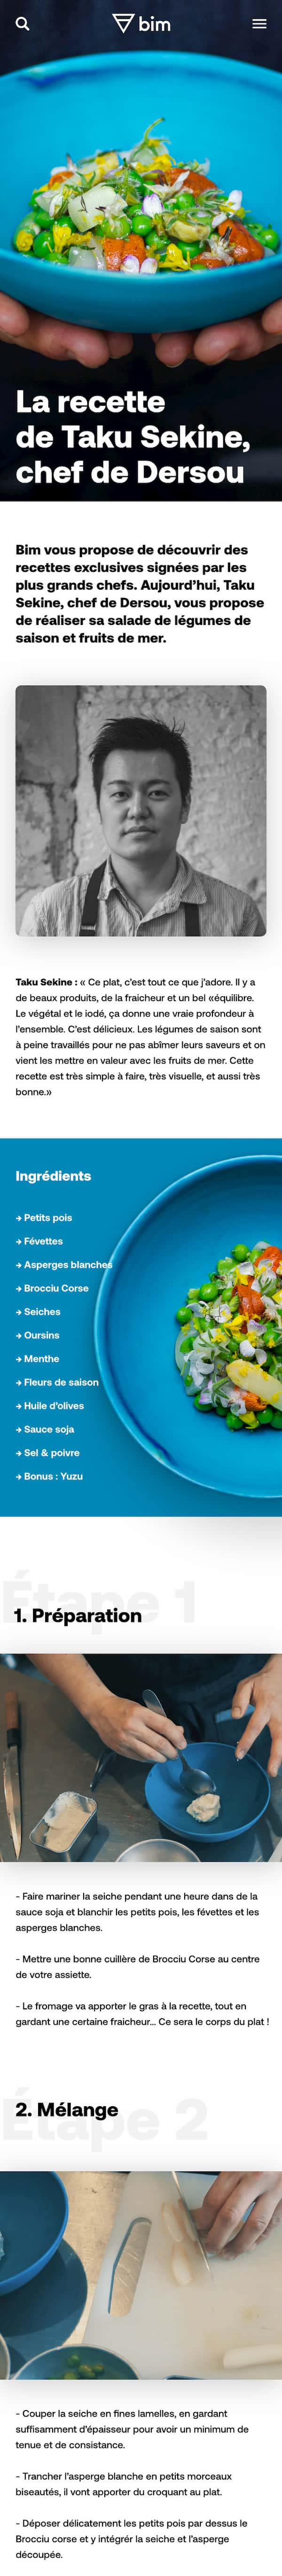 bim
La recette
de Taku Sekine,
chef de Dersou
Bim vous propose de découvrir des
recettes exclusives signées par les
plus grands chefs. Aujourd’hui, Taku
Sekine, chef de Dersou, vous propose
de réaliser sa salade de légumes de
saison et fruits de mer.
Taku Sekine : « Ce plat, c’est tout ce que j’adore. Il y a
de beaux produits, de la fraicheur et un bel «équilibre.
Le végétal et le iodé, ça donne une vraie profondeur à
l’ensemble. C’est délicieux. Les légumes de saison sont
à peine travaillés pour ne pas abîmer leurs saveurs et on
vient les mettre en valeur avec les fruits de mer. Cette
recette est très simple à faire, très visuelle, et aussi très
bonne.»
Ingrédients
→ Petits pois
→ Févettes
→ Asperges blanches
→ Brocciu Corse
→ Seiches
→ Oursins
→ Menthe
→ Fleurs de saison
→ Huile d’olives
→ Sauce soja
→ Sel & poivre
→ Bonus : Yuzu
Étape 1
1. Préparation
- Faire mariner la seiche pendant une heure dans de la
sauce soja et blanchir les petits pois, les févettes et les
asperges blanches.
- Mettre une bonne cuillère de Brocciu Corse au centre
de votre assiette.
- Le fromage va apporter le gras à la recette, tout en
gardant une certaine fraicheur... Ce sera le corps du plat !
Étape 2
2. Mélange
- Couper la seiche en fines lamelles, en gardant
suffisamment d’épaisseur pour avoir un minimum de
tenue et de consistance.
- Trancher l’asperge blanche en petits morceaux
biseautés, il vont apporter du croquant au plat.
- Déposer délicatement les petits pois par dessus le
Brocciu corse et y intégrér la seiche et l’asperge
découpée.